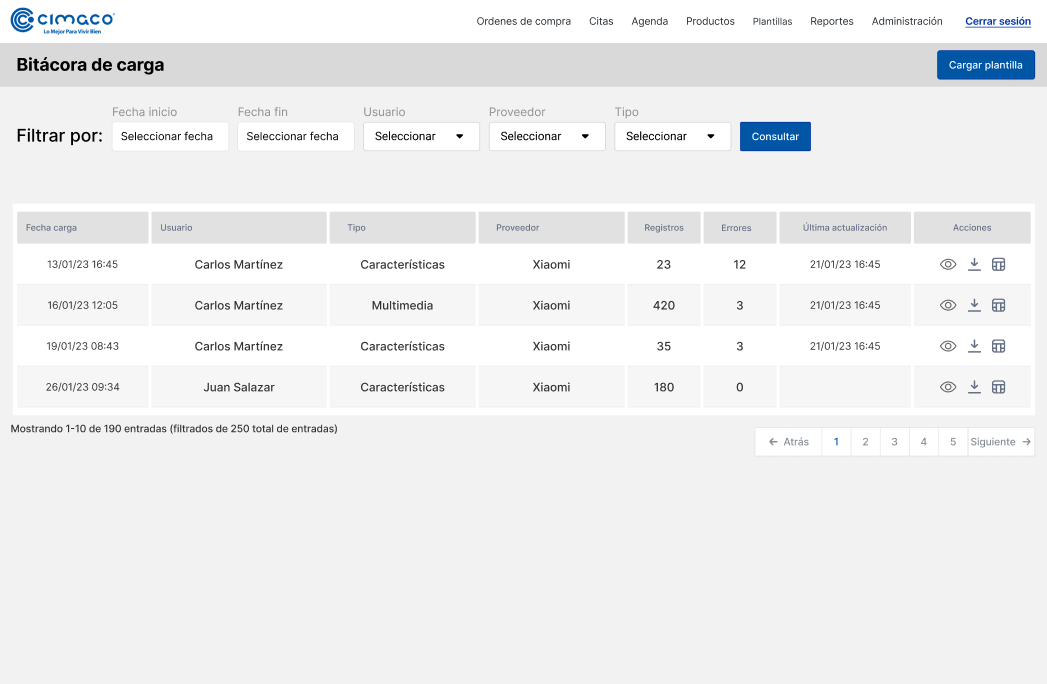 cimaco
Lo Mejor Para Vivir Bien
Ordenes de compra Citas Agenda Productos Plantillas Reportes Administración Cerrar sesión
Bitácora de carga
Cargar plantilla
Fecha inicio Fecha fin Usuario Proveedor Tipo
Filtrar por: Seleccionar fecha Seleccionar fecha Seleccionar Seleccionar Seleccionar Consultar
Fecha carga Usuario Tipo Proveedor Registros Errores Última actualización Acciones
13/01/23 16:45 Carlos Martínez Características Xiaomi 23 12 21/01/23 16:45
16/01/23 12:05 Carlos Martínez Multimedia Xiaomi 420 3 21/01/23 16:45
19/01/23 08:43 Carlos Martínez Características Xiaomi 35 3 21/01/23 16:45
26/01/23 09:34 Juan Salazar Características Xiaomi 180 0
Mostrando 1-10 de 190 entradas (filtrados de 250 total de entradas)
← Atrás 1 2 3 4 5 Siguiente →